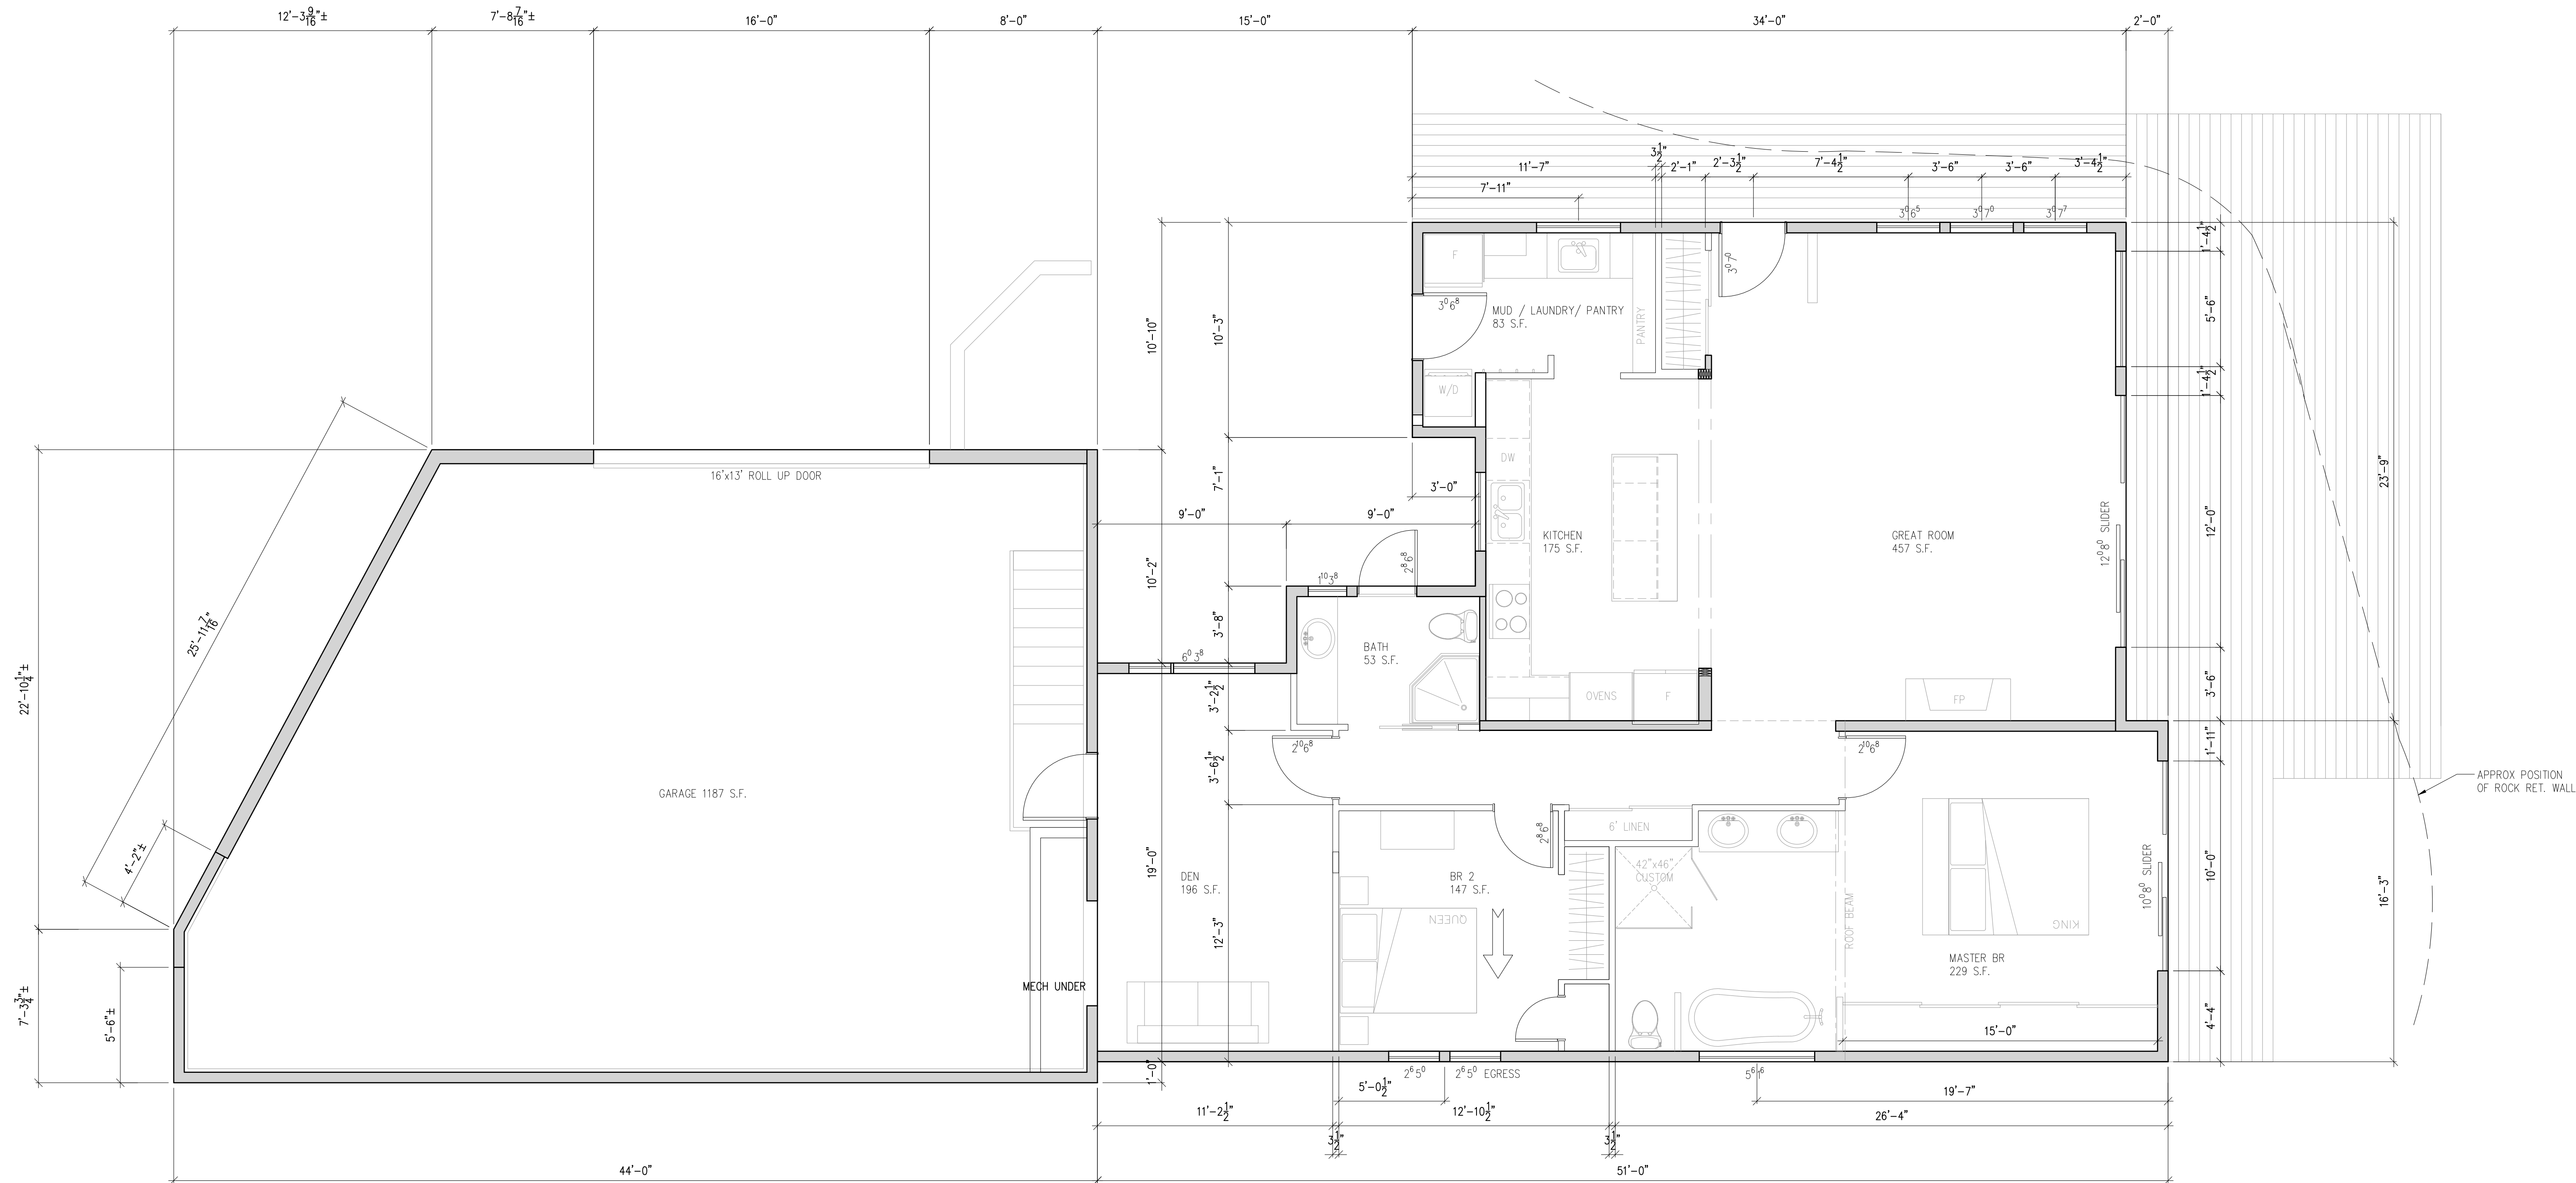 12'-3 9/16"± 7'-8 7/16"± 16'-0" 8'-0" 15'-0" 34'-0" 2'-0"
3 1/2"
11'-7" 2'-1" 2'-3 1/2" 7'-4 1/2" 3'-6" 3'-6" 3'-4 1/2"
7'-11"
3⁰6⁵ 3⁰7⁰ 3⁰7⁷
1'-4 1/2"
F
3⁰7⁰
3⁰6⁸
MUD / LAUNDRY/ PANTRY
83 S.F.
PANTRY
5'-6"
10'-10"
10'-3"
1'-4 1/2"
W/D
23'-9"
16'x13' ROLL UP DOOR
DW
7'-1"
3'-0"
9'-0" 9'-0"
KITCHEN
175 S.F.
GREAT ROOM
457 S.F.
12⁰8⁰ SLIDER
12'-0"
10'-2"
2⁸6⁸
1¹⁰3⁸
25'-11 7/16"
3'-8"
BATH
53 S.F.
6⁰3⁸
22'-10 1/4"±
3'-2 1/2"
OVENS
F
FP
3'-6"
1'-11"
2¹⁰6⁸
2¹⁰6⁸
3'-6 1/2"
APPROX POSITION
OF ROCK RET. WALL
GARAGE 1187 S.F.
6' LINEN
2⁸6⁸
4'-2"±
19'-0"
DEN
196 S.F.
BR 2
147 S.F.
42"x46"
CUSTOM
10⁰8⁰ SLIDER
10'-0"
16'-3"
QUEEN
ROOF BEAM
KING
12'-3"
MASTER BR
229 S.F.
MECH UNDER
7'-3 3/4"±
5'-6"±
15'-0"
4'-4"
1'-0"
2⁶5⁰ 2⁶5⁰ EGRESS
5⁶1⁶
5'-0 1/2"
19'-7"
11'-2 1/2" 12'-10 1/2" 26'-4"
3 1/2" 3 1/2"
44'-0" 51'-0"